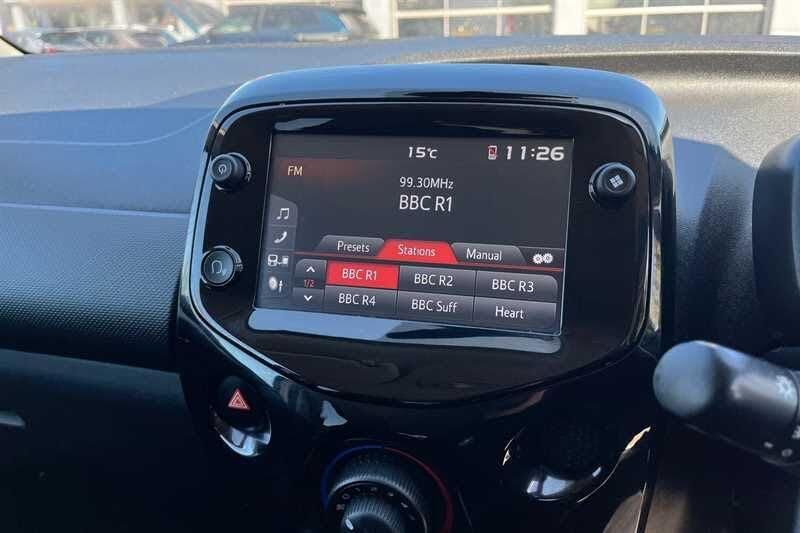 15°C 11:26
FM
99.30MHz
BBC R1
Presets Stations Manual
BBC R1 BBC R2 BBC R3
1/2
BBC R4 BBC Suff Heart